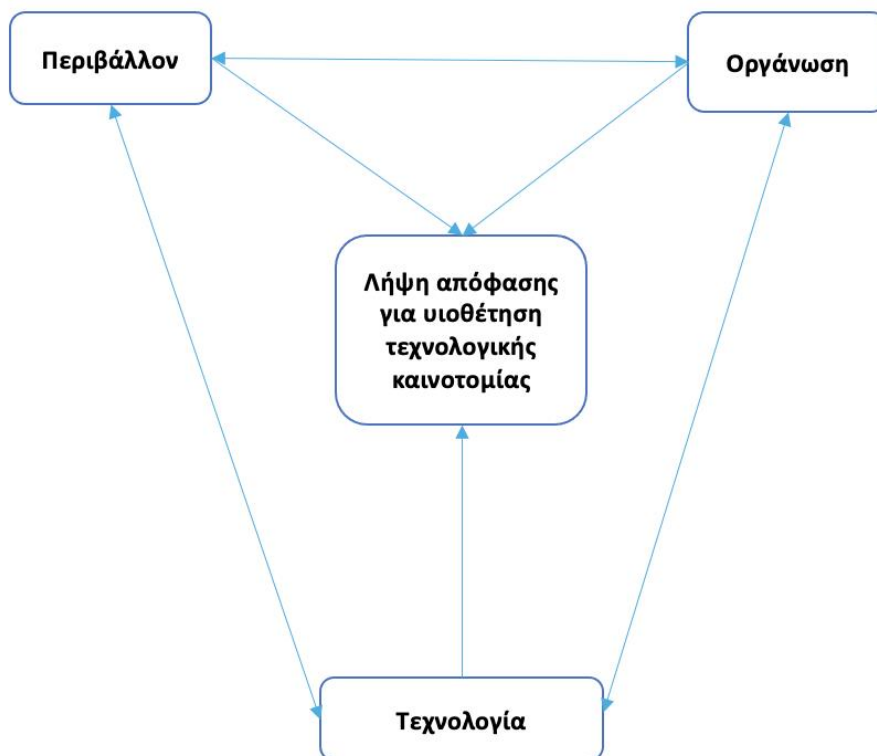 Περιβάλλον
Οργάνωση
Λήψη απόφασης
για υιοθέτηση
τεχνολογικής
καινοτομίας
Τεχνολογία